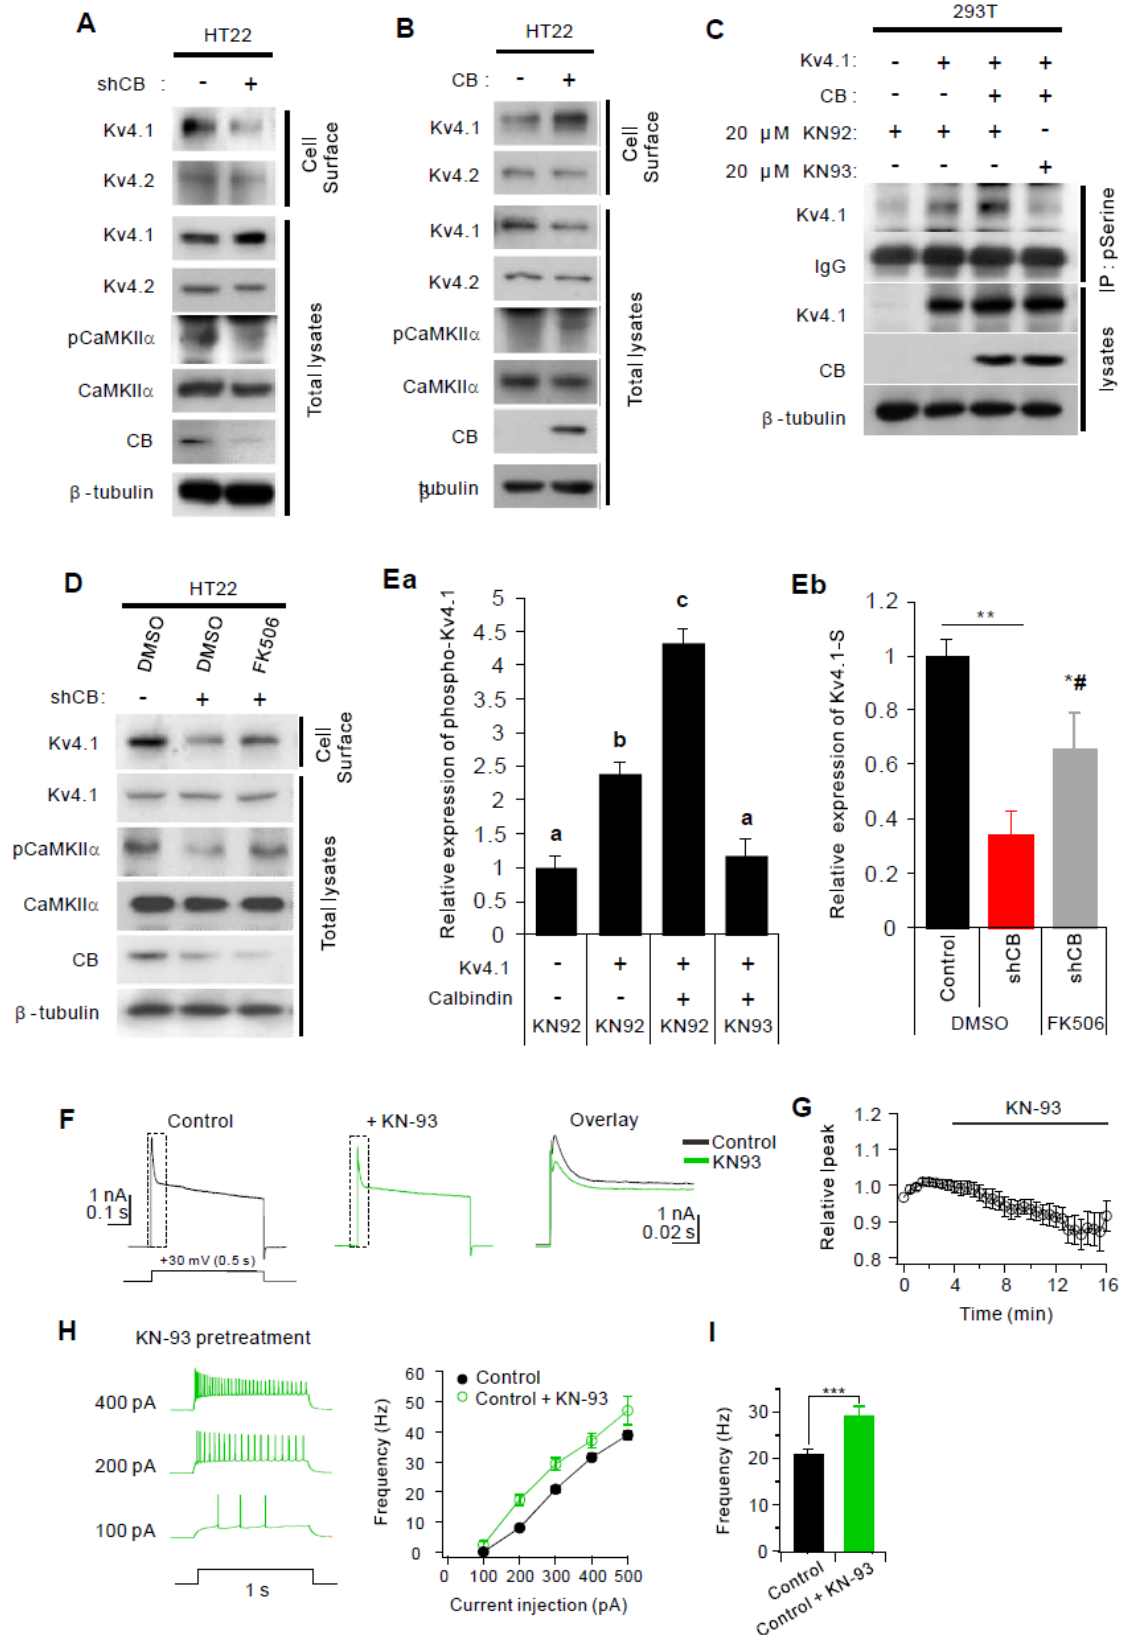 A
HT22
shCB : - +
Kv4.1
Kv4.2
Cell Surface
Kv4.1
Kv4.2
pCaMKIIα
CaMKIIα
CB
β-tubulin
Total lysates
B
HT22
CB : - +
Kv4.1
Kv4.2
Cell Surface
Kv4.1
Kv4.2
pCaMKIIα
CaMKIIα
CB
β-tubulin
Total lysates
C
293T
Kv4.1: - + + +
CB : - - + +
20 μM KN92: + + + -
20 μM KN93: - - - +
Kv4.1
IgG
IP : pSerine
Kv4.1
CB
β-tubulin
lysates
D
HT22
DMSO DMSO FK506
shCB: - + +
Kv4.1
Cell Surface
Kv4.1
pCaMKIIα
CaMKIIα
CB
β-tubulin
Total lysates
Ea
Relative expression of phospho-Kv4.1
5
4.5
4
3.5
3
2.5
2
1.5
1
0.5
0
a b c a
Kv4.1 - + + +
Calbindin - - + +
KN92 KN92 KN92 KN93
Eb
Relative expression of Kv4.1-S
1.2
1
0.8
0.6
0.4
0.2
0
**
*#
Control shCB shCB
DMSO FK506
F
Control
+ KN-93
Overlay
Control
KN93
1 nA
0.1 s
+30 mV (0.5 s)
1 nA
0.02 s
G
KN-93
Relative Ipeak
1.2
1.1
1.0
0.9
0.8
0 4 8 12 16
Time (min)
H
KN-93 pretreatment
400 pA
200 pA
100 pA
1 s
Frequency (Hz)
60
50
40
30
20
10
0
Control
Control + KN-93
0 100 200 300 400 500
Current injection (pA)
I
Frequency (Hz)
30
20
10
0
***
Control
Control + KN-93